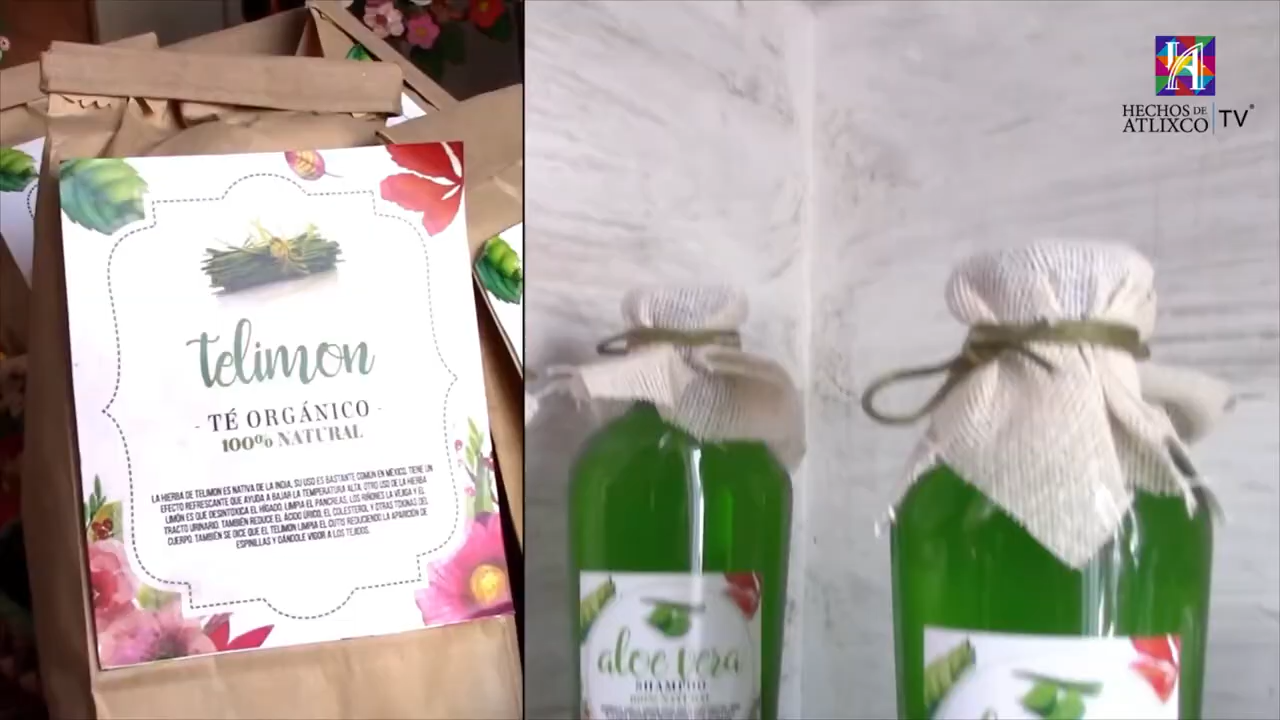 telimon
- TÉ ORGÁNICO -
100% NATURAL
LA HIERBA DE TELIMON ES NATIVA DE LA INDIA, SU USO ES BASTANTE COMÚN EN MÉXICO, TIENE UN
EFECTO REFRESCANTE QUE AYUDA A BAJAR LA TEMPERATURA ALTA. OTRO USO DE LA HIERBA
LIMÓN ES QUE DESINTOXICA EL HÍGADO, LIMPIA EL PANCREAS, LOS RIÑONES LA VEJIGA Y EL
TRACTO URINARIO. TAMBIÉN REDUCE EL ÁCIDO ÚRICO, EL COLESTEROL Y OTRAS TOXINAS DEL
CUERPO. TAMBIÉN SE DICE QUE EL TELIMON LIMPIA EL CUTIS REDUCIENDO LA APARICIÓN DE
ESPINILLAS Y DÁNDOLE VIGOR A LOS TEJIDOS.
HECHOS DE
ATLIXCO TV
aloe vera
SHAMPOO
100% NATURAL